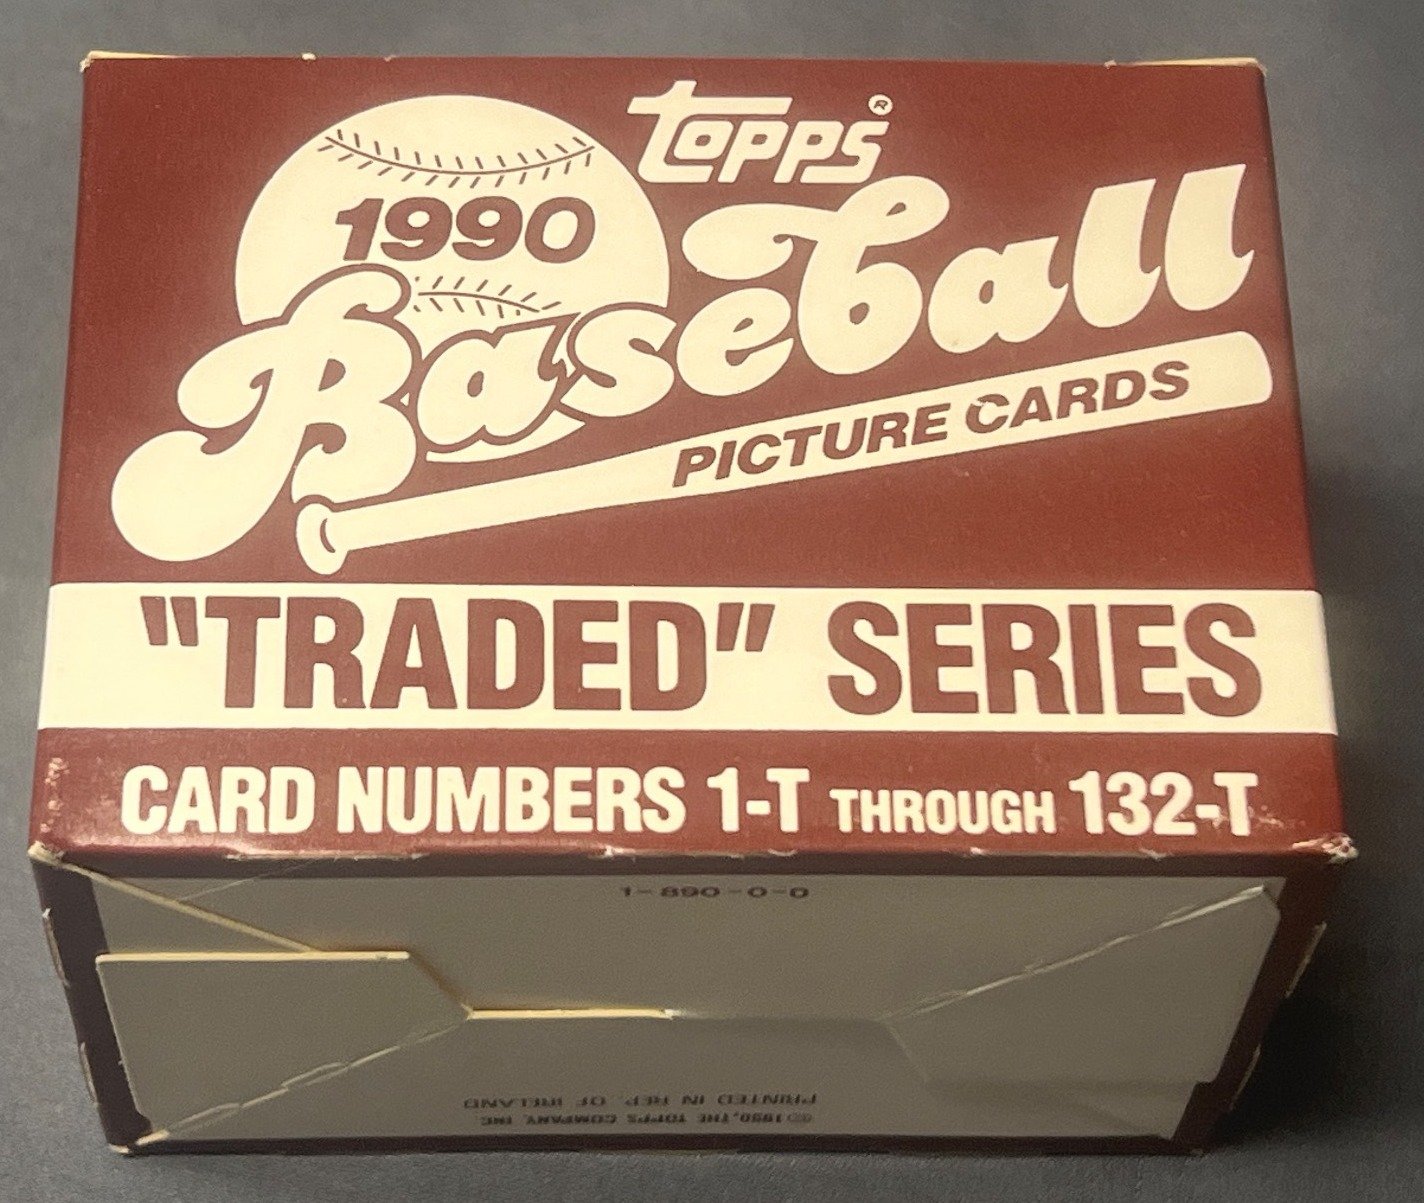 topps®
1990
Baseball
PICTURE CARDS
"TRADED" SERIES
CARD NUMBERS 1-T THROUGH 132-T
1-890-0-0
© 1990, THE TOPPS COMPANY, INC.
PRINTED IN REP. OF IRELAND